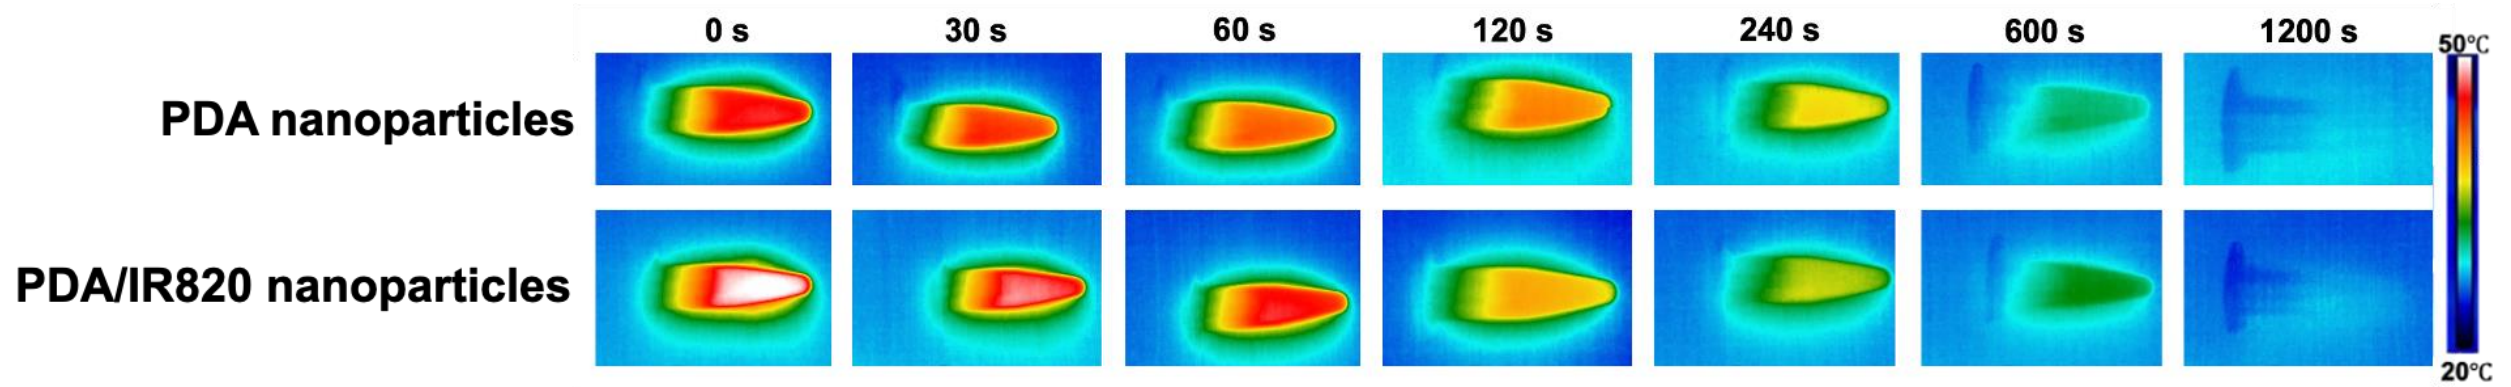 0 s 30 s 60 s 120 s 240 s 600 s 1200 s
50°C
PDA nanoparticles
PDA/IR820 nanoparticles
20°C